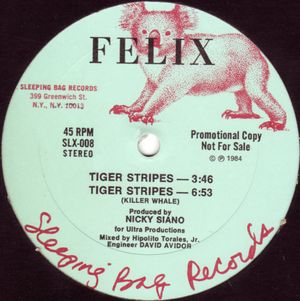 FELIX
SLEEPING BAG RECORDS
399 Greenwich St.
N.Y., N.Y. 10013
45 RPM
SLX-008
STEREO
Promotional Copy
Not For Sale
© ℗ 1984
TIGER STRIPES — 3:46
TIGER STRIPES — 6:53
(KILLER WHALE)
Produced by
NICKY SIANO
for Ultra Productions
Mixed by Hipolito Torales, Jr.
Engineer DAVID AVIDOR
Sleeping Bag Records